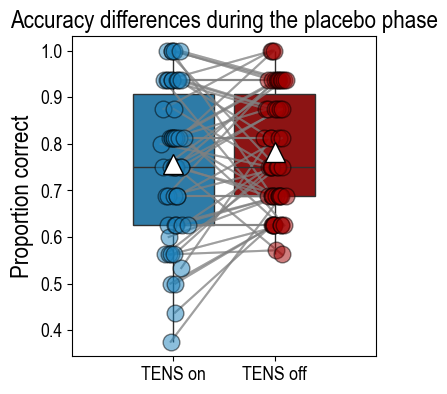 Accuracy differences during the placebo phase
Proportion correct
1.0
0.9
0.8
0.7
0.6
0.5
0.4
TENS on
TENS off